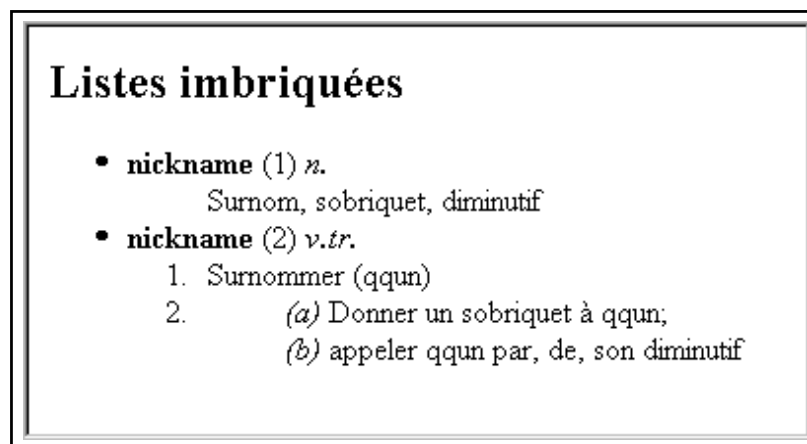 Listes imbriquées
• nickname (1) n.
Surnom, sobriquet, diminutif
• nickname (2) v.tr.
1. Surnommer (qqun)
2. (a) Donner un sobriquet à qqun;
(b) appeler qqun par, de, son diminutif